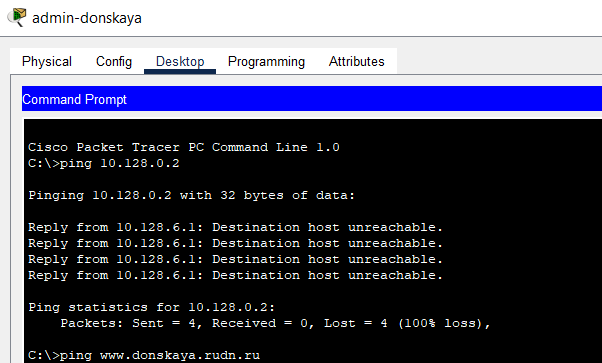 admin-donskaya
Physical Config Desktop Programming Attributes
Command Prompt
Cisco Packet Tracer PC Command Line 1.0
C:\>ping 10.128.0.2
Pinging 10.128.0.2 with 32 bytes of data:
Reply from 10.128.6.1: Destination host unreachable.
Reply from 10.128.6.1: Destination host unreachable.
Reply from 10.128.6.1: Destination host unreachable.
Reply from 10.128.6.1: Destination host unreachable.
Ping statistics for 10.128.0.2:
Packets: Sent = 4, Received = 0, Lost = 4 (100% loss),
C:\>ping www.donskaya.rudn.ru